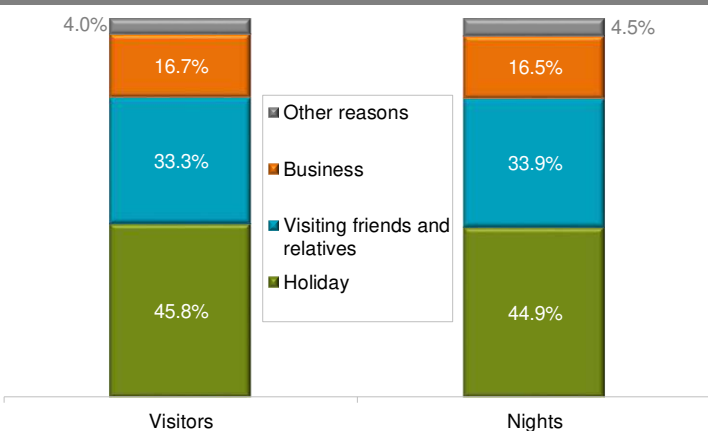 4.0%
4.5%
16.7%
16.5%
Other reasons
Business
33.3%
33.9%
Visiting friends and
relatives
Holiday
45.8%
44.9%
Visitors
Nights